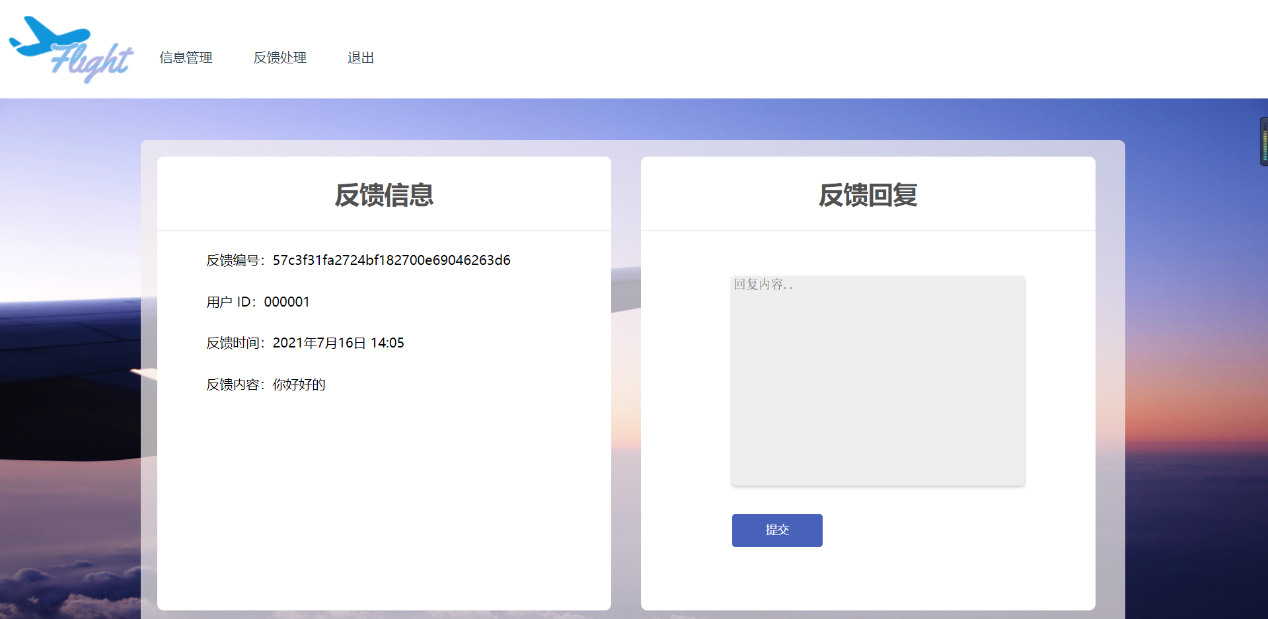 Flight
信息管理 反馈处理 退出
反馈信息
反馈编号：57c3f31fa2724bf182700e69046263d6
用户 ID：000001
反馈时间：2021年7月16日 14:05
反馈内容：你好好的
反馈回复
回复内容..
提交